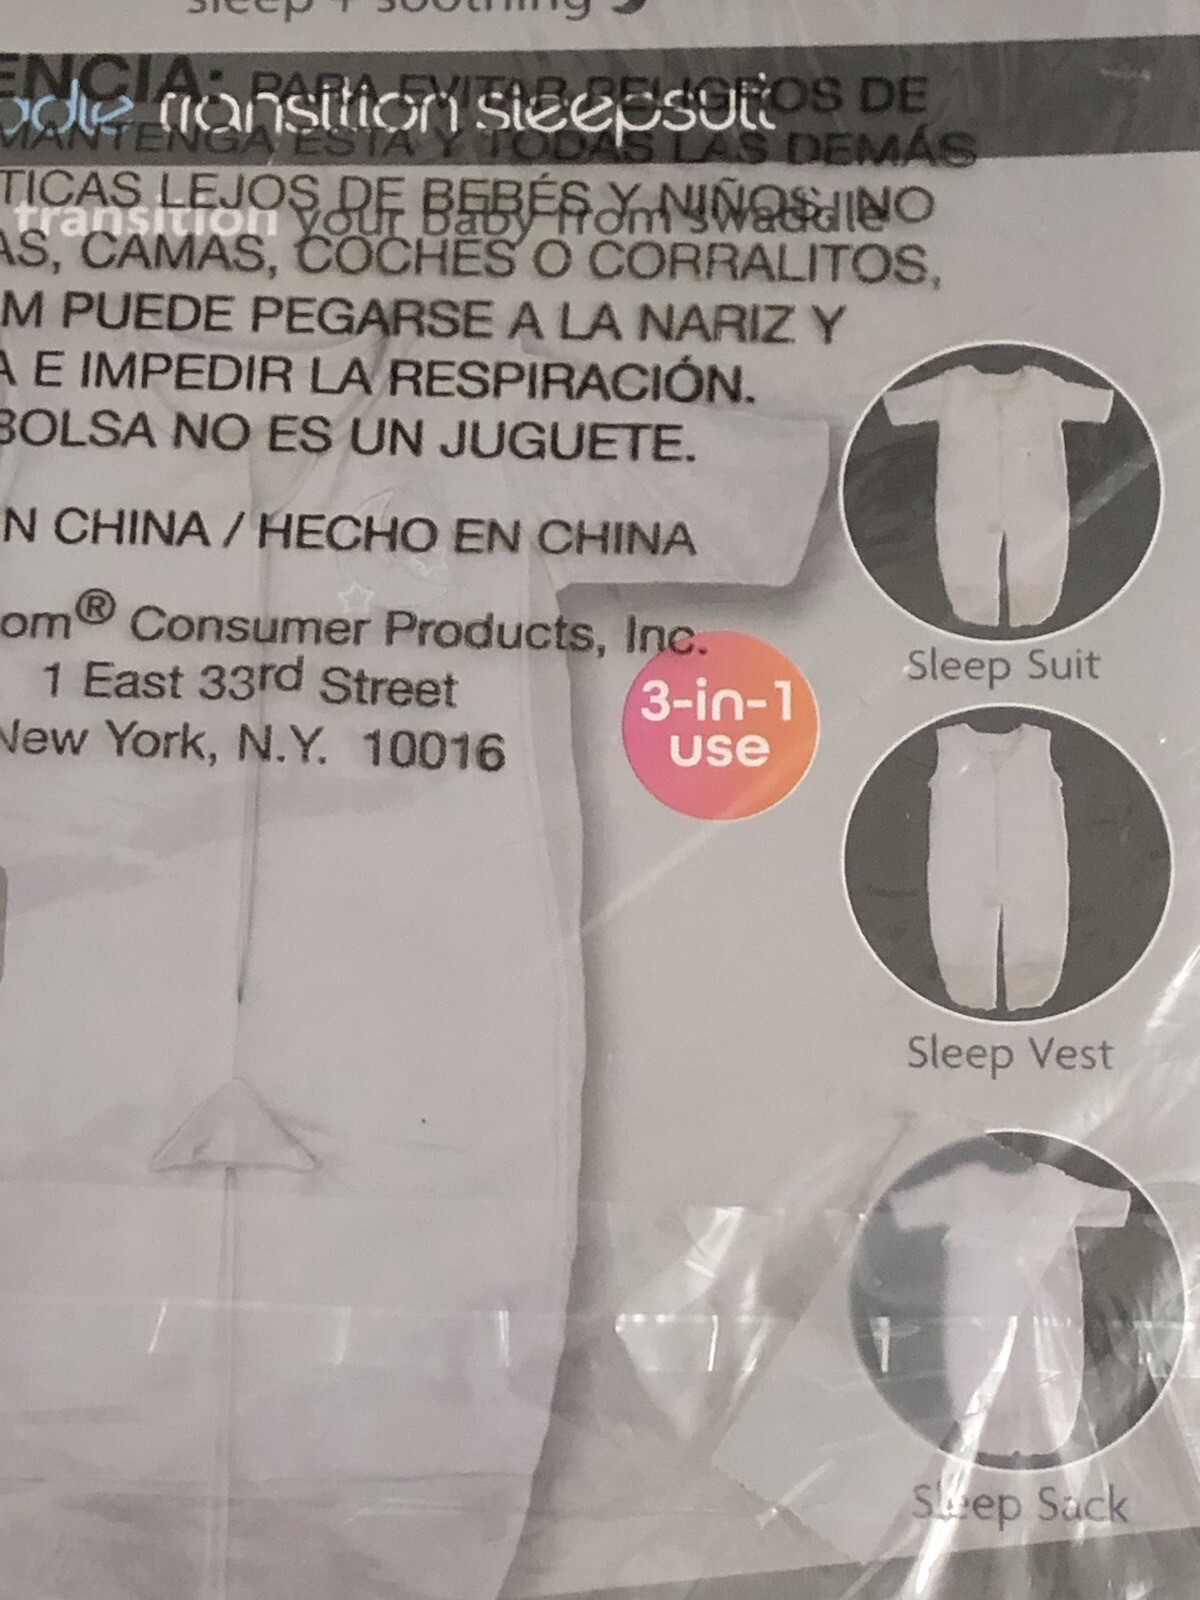 sleep + soothing
ENCIA: PARA EVITAR PELIGROS DE
transition sleepsuit
MANTENGA ESTA Y TODAS LAS DEMÁS
TICAS LEJOS DE BEBÉS Y NIÑOS. NO
transition your baby from swaddle
AS, CAMAS, COCHES O CORRALITOS,
M PUEDE PEGARSE A LA NARIZ Y
A E IMPEDIR LA RESPIRACIÓN.
BOLSA NO ES UN JUGUETE.
N CHINA / HECHO EN CHINA
om® Consumer Products, Inc.
1 East 33rd Street
New York, N.Y. 10016
3-in-1
use
Sleep Suit
Sleep Vest
Sleep Sack